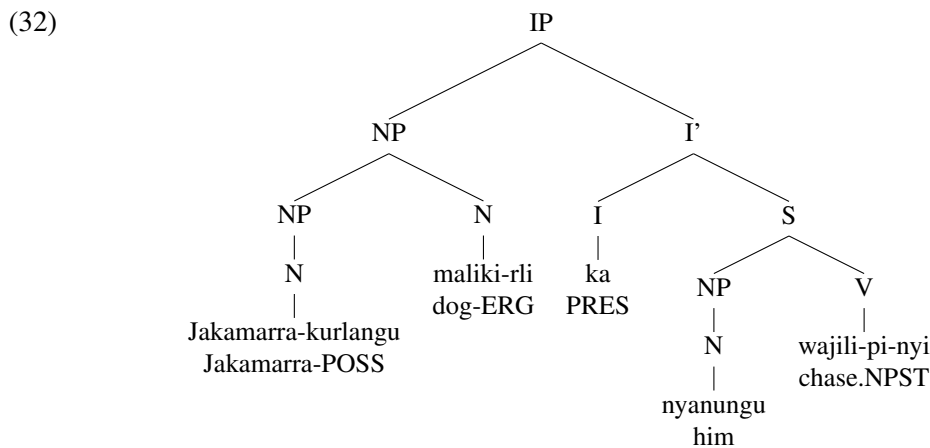 (32)
IP
NP I'
NP N I S
N maliki-rli ka NP V
dog-ERG PRES
Jakamarra-kurlangu N wajili-pi-nyi
Jakamarra-POSS chase.NPST
nyanungu
him